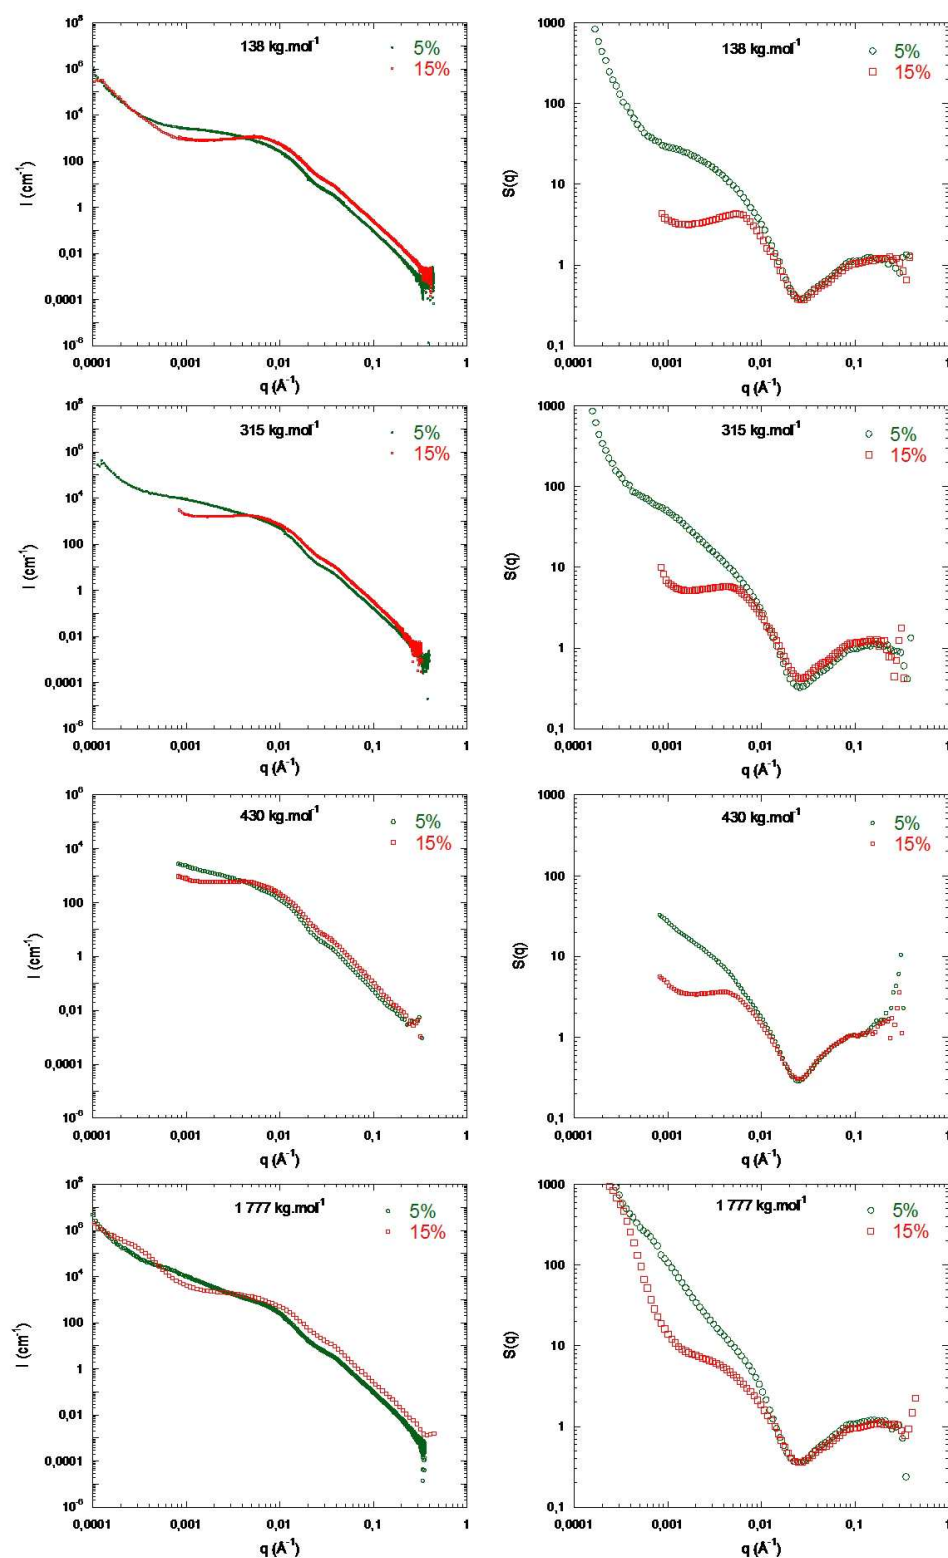 10⁸
10⁶
10⁴
100
1
0,01
0,0001
10⁻⁶
I (cm⁻¹)
138 kg.mol⁻¹
5%
15%
0,0001 0,001 0,01 0,1 1
q (Å⁻¹)
1000
100
10
1
0,1
S(q)
138 kg.mol⁻¹
5%
15%
0,0001 0,001 0,01 0,1 1
q (Å⁻¹)
10⁸
10⁶
10⁴
100
1
0,01
0,0001
10⁻⁶
I (cm⁻¹)
315 kg.mol⁻¹
5%
15%
0,0001 0,001 0,01 0,1 1
q (Å⁻¹)
1000
100
10
1
0,1
S(q)
315 kg.mol⁻¹
5%
15%
0,0001 0,001 0,01 0,1 1
q (Å⁻¹)
10⁶
10⁴
100
1
0,01
0,0001
10⁻⁶
I (cm⁻¹)
430 kg.mol⁻¹
5%
15%
0,0001 0,001 0,01 0,1 1
q (Å⁻¹)
1000
100
10
1
0,1
S(q)
430 kg.mol⁻¹
5%
15%
0,0001 0,001 0,01 0,1 1
q (Å⁻¹)
10⁸
10⁶
10⁴
100
1
0,01
0,0001
10⁻⁶
I (cm⁻¹)
1 777 kg.mol⁻¹
5%
15%
0,0001 0,001 0,01 0,1 1
q (Å⁻¹)
1000
100
10
1
0,1
S(q)
1 777 kg.mol⁻¹
5%
15%
0,0001 0,001 0,01 0,1 1
q (Å⁻¹)